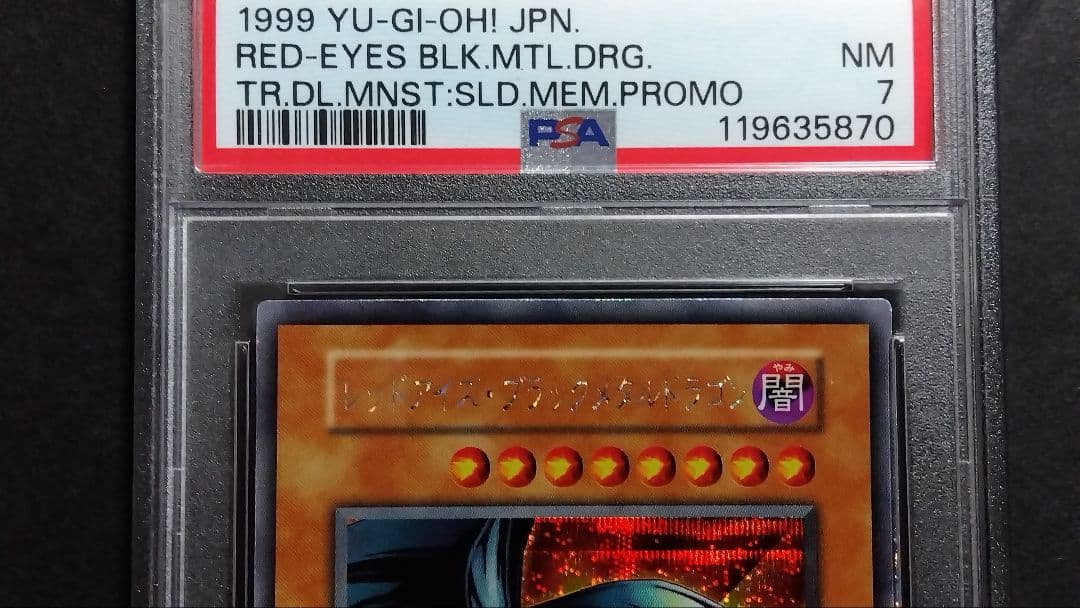 1999 YU-GI-OH! JPN.
RED-EYES BLK.MTL.DRG. NM
TR.DL.MNST:SLD.MEM.PROMO 7
PSA 119635870
レッドアイズ・ブラックメタルドラゴン 闇
やみ